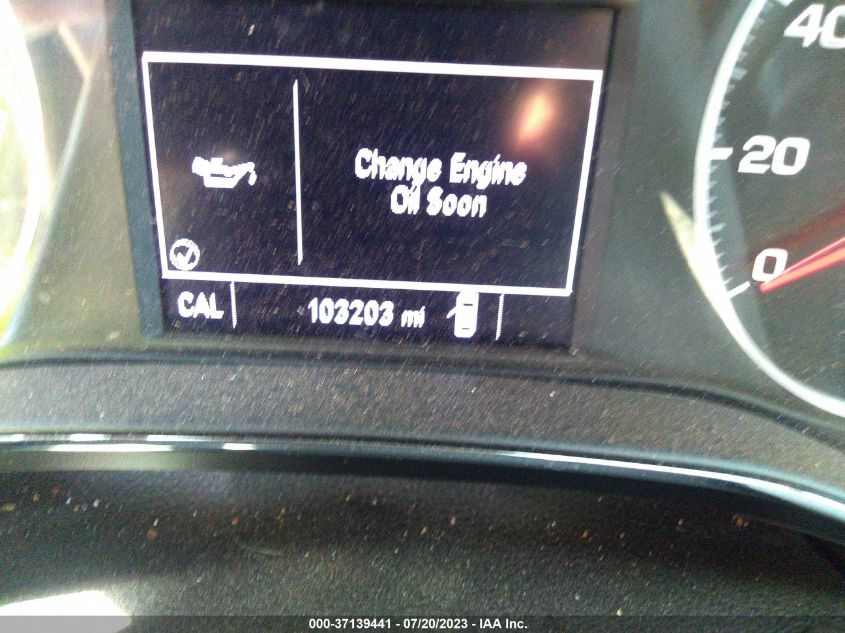 40
20
0
Change Engine
Oil Soon
CAL
103203 mi
000-37139441 - 07/20/2023 - IAA Inc.